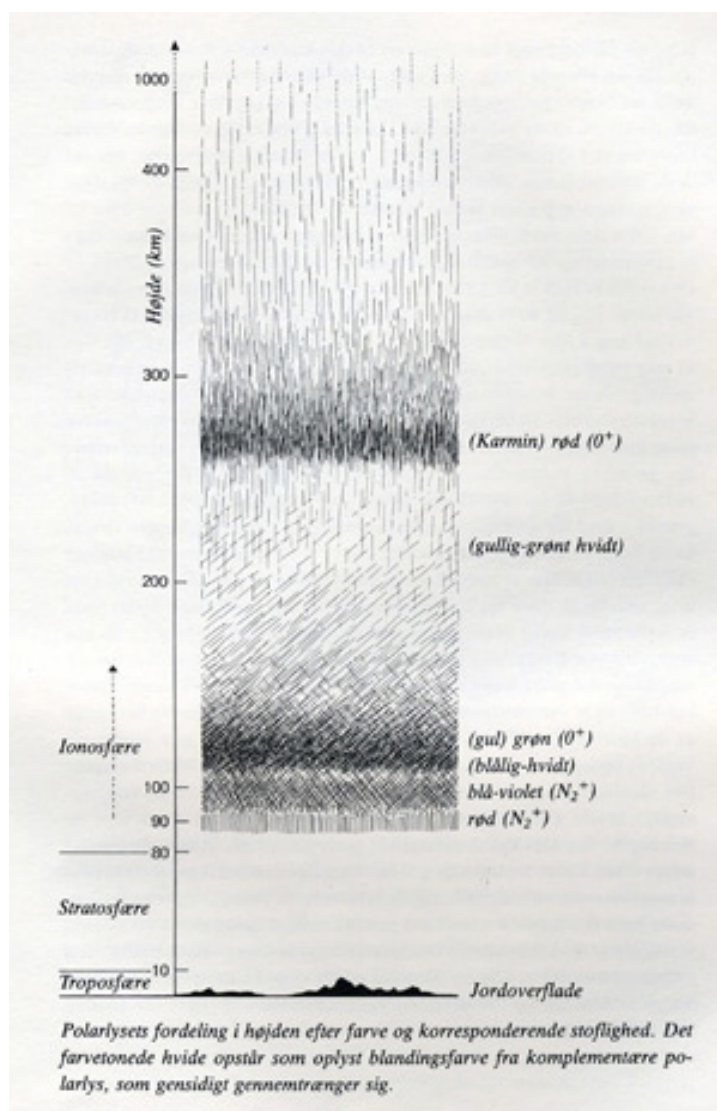 1000
400
Højde (km)
300
(Karmin) rød (0⁺)
(gullig-grønt hvidt)
200
Ionosfære
(gul) grøn (0⁺)
(blålig-hvidt)
100
blå-violet (N₂⁺)
90
rød (N₂⁺)
80
Stratosfære
10
Troposfære
Jordoverflade
Polarlysets fordeling i højden efter farve og korresponderende stoflighed. Det
farvetonede hvide opstår som oplyst blandingsfarve fra komplementære po-
larlys, som gensidigt gennemtrænger sig.